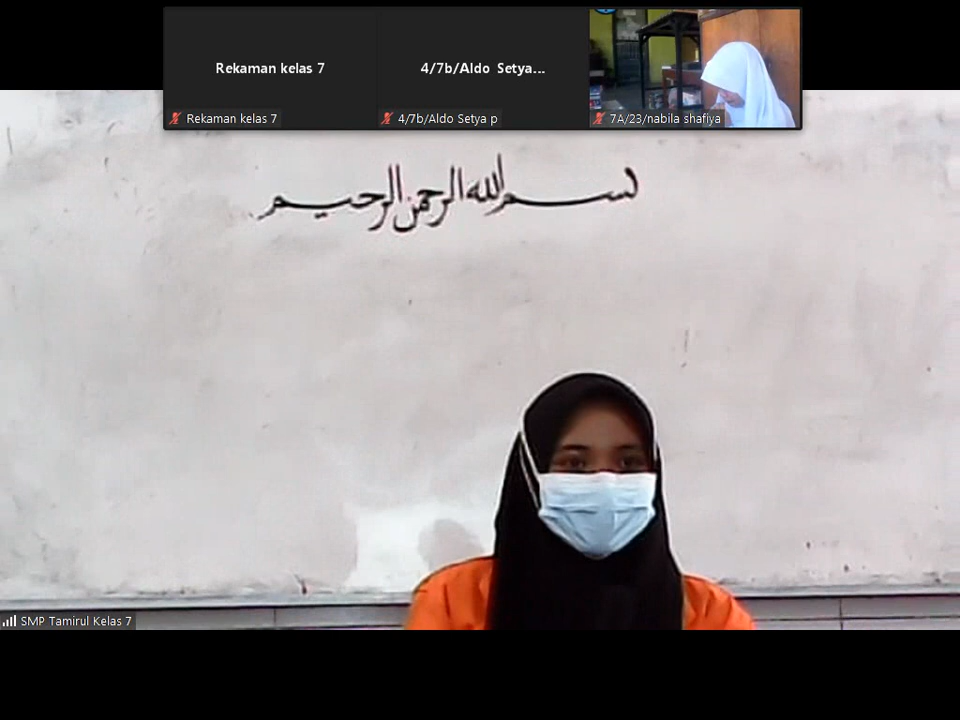 Rekaman kelas 7
4/7b/Aldo Setya...
Rekaman kelas 7
4/7b/Aldo Setya p
7A/23/nabila shafiya
بسم الله الرحمن الرحيم
SMP Tamirul Kelas 7